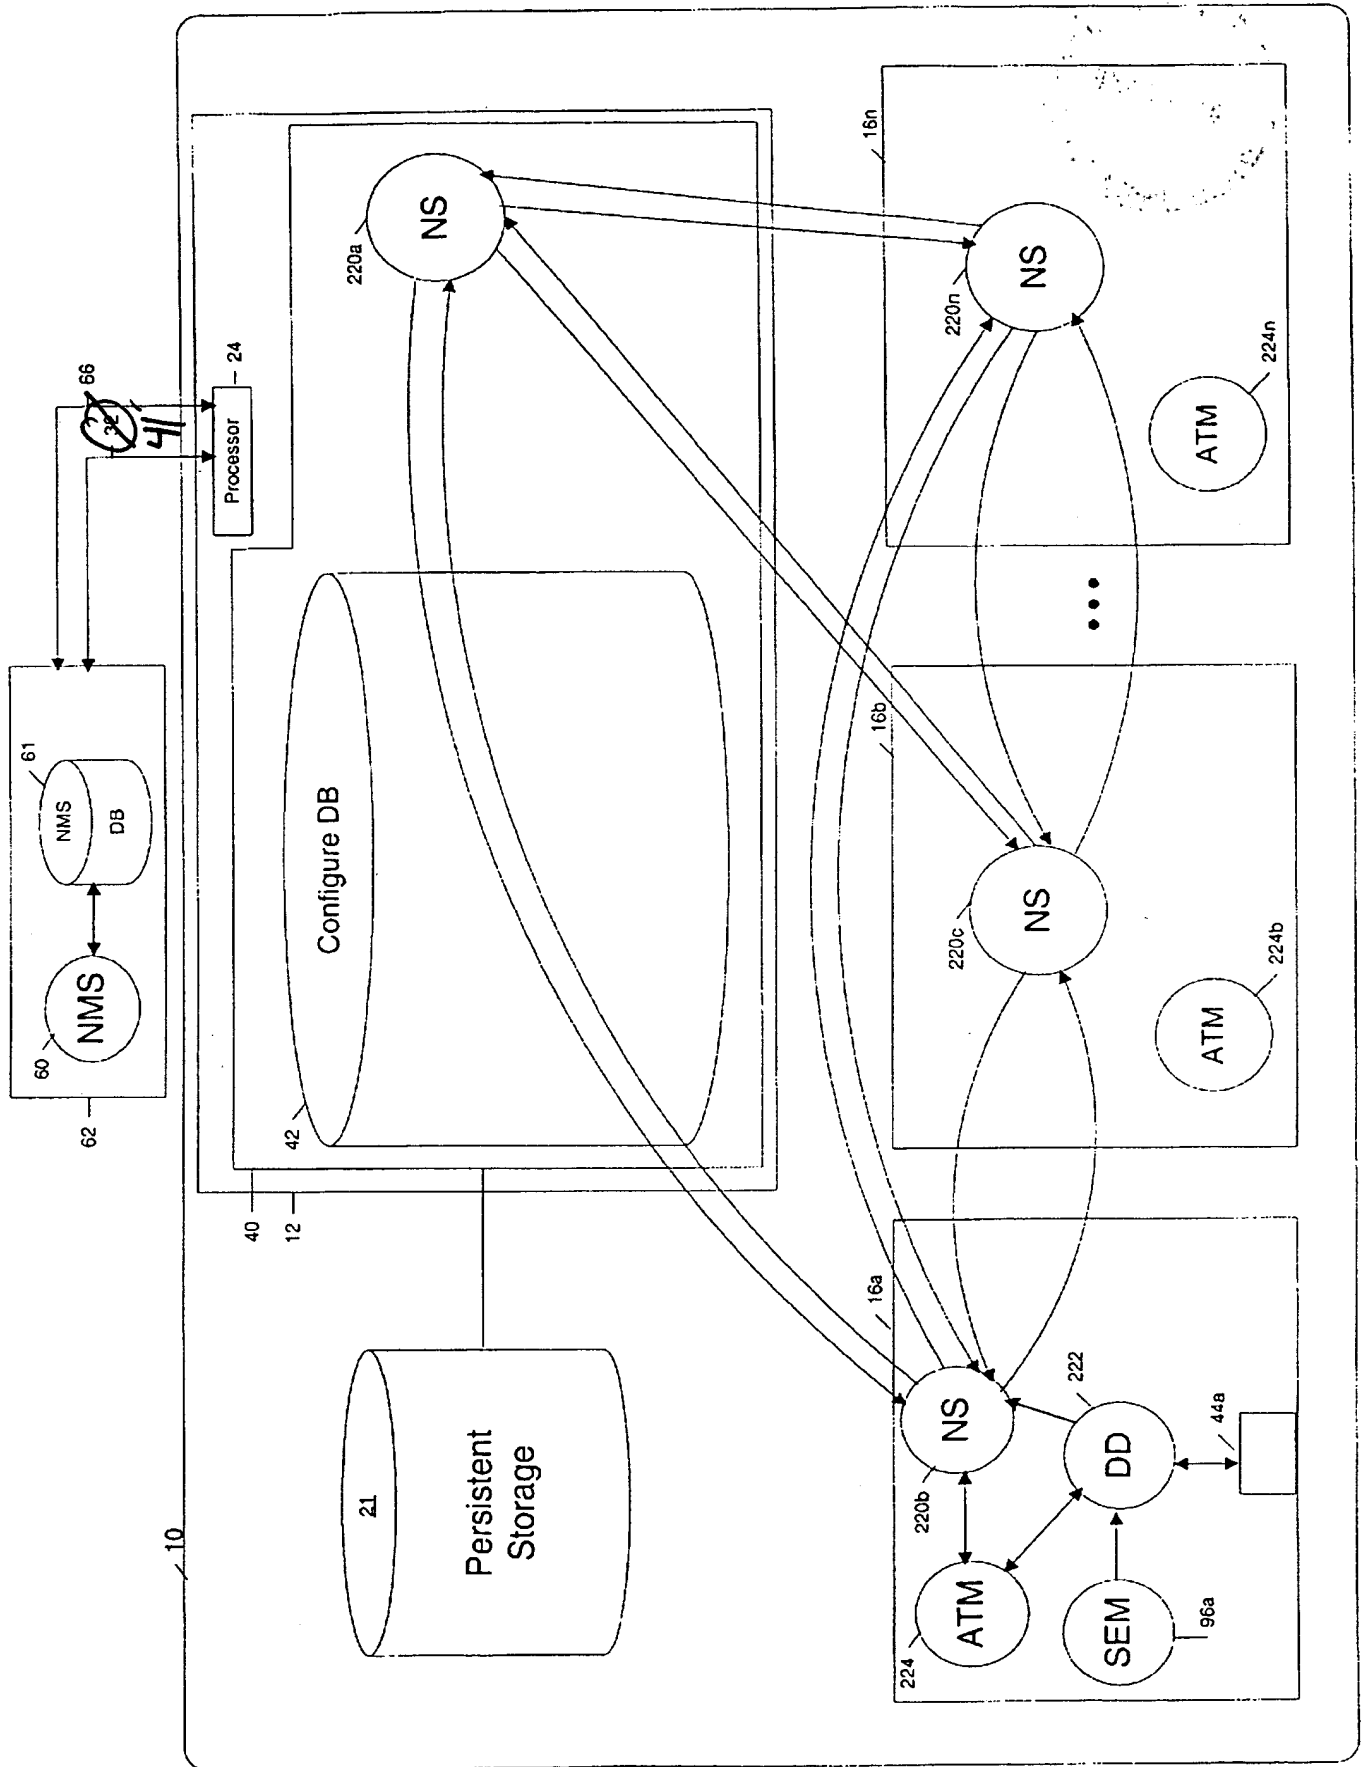 62
60
NMS
NMS
DB
61
66
32
41
10
21
Persistent
Storage
40
12
42
Configure DB
Processor
24
220a
NS
16a
224
ATM
220b
NS
SEM
96a
DD
222
44a
16b
220c
NS
ATM
224b
16n
220n
NS
ATM
224n